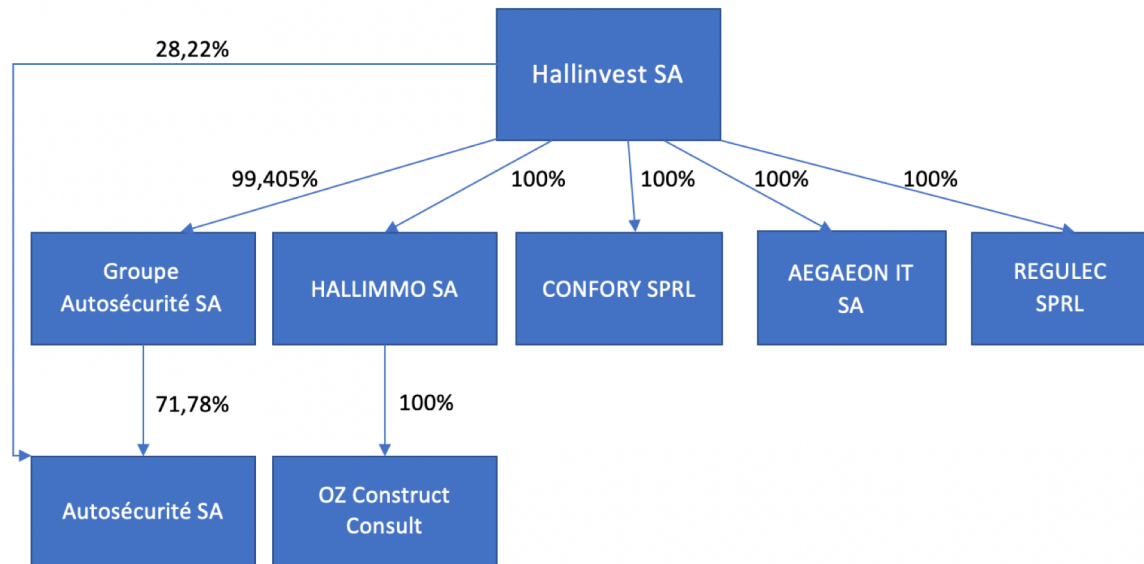 28,22%
Hallinvest SA
99,405%
100%
100%
100%
100%
Groupe
Autosécurité SA
HALLIMMO SA
CONFORY SPRL
AEGAEON IT
SA
REGULEC
SPRL
71,78%
100%
Autosécurité SA
OZ Construct
Consult